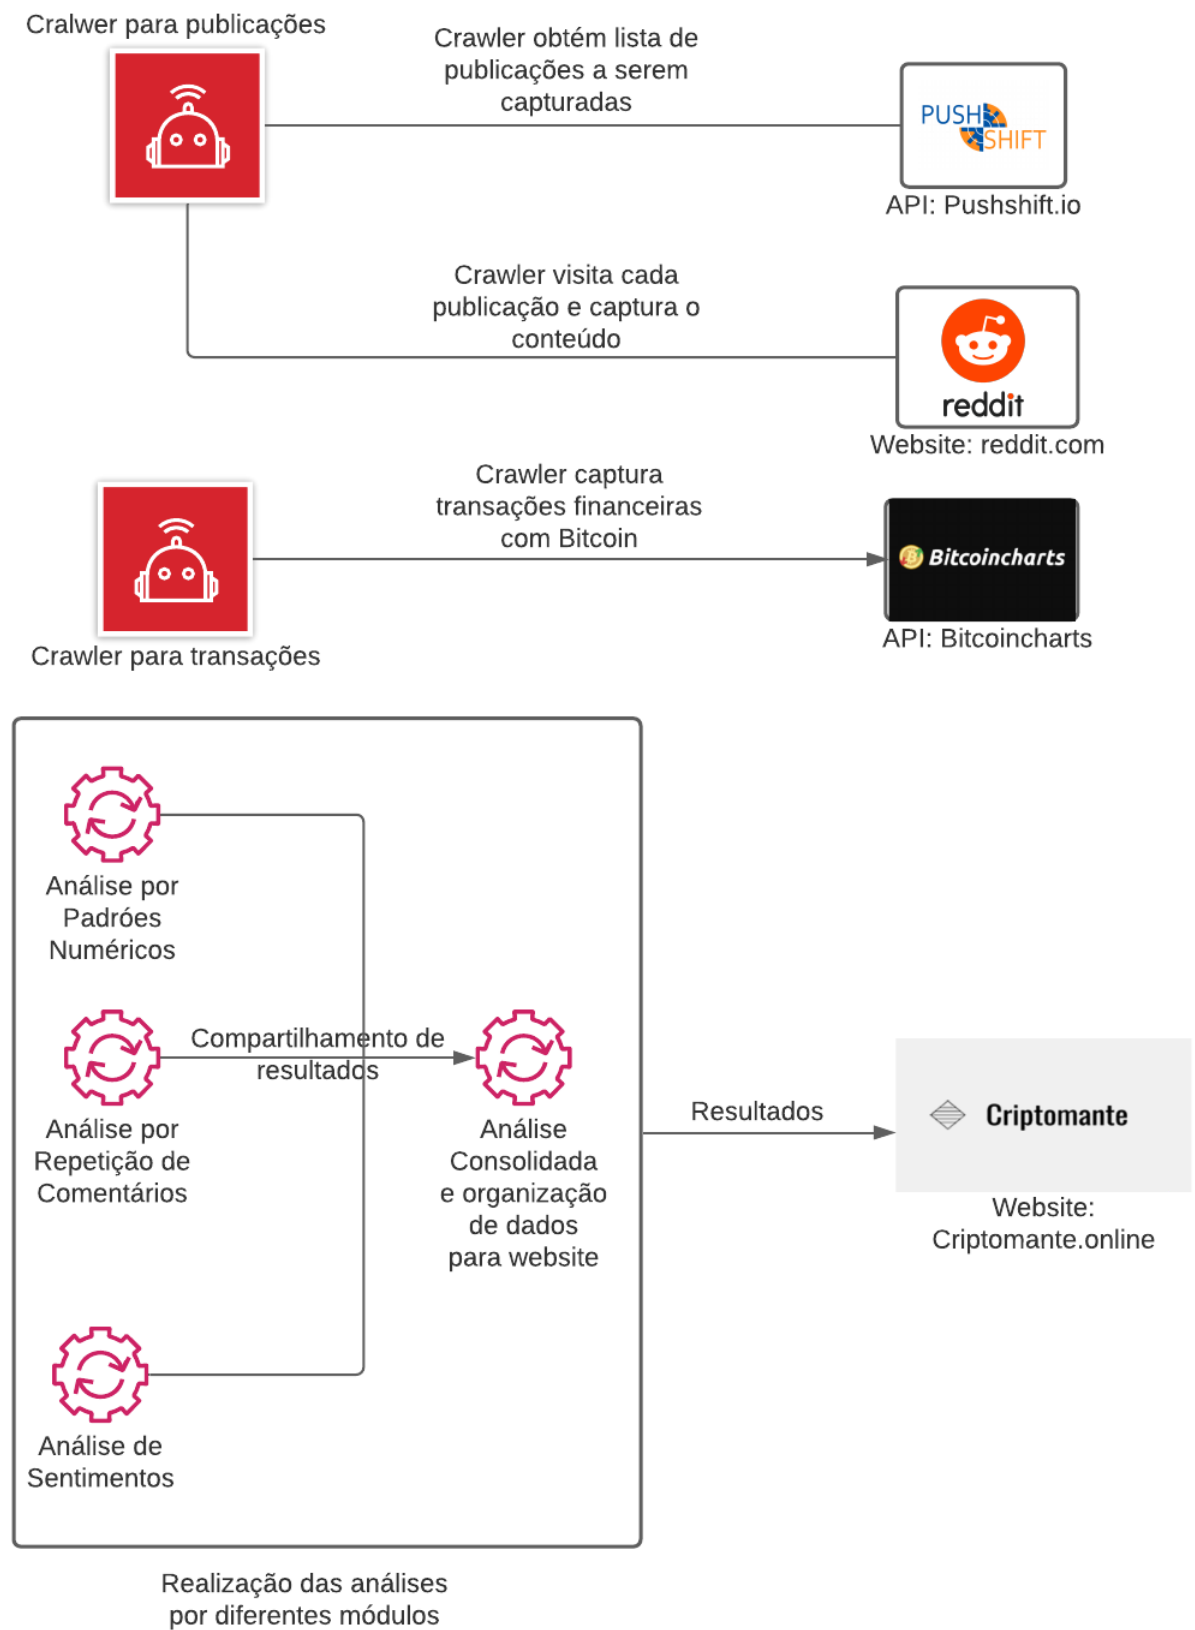 Cralwer para publicações
Crawler obtém lista de
publicações a serem
capturadas
PUSH
SHIFT
API: Pushshift.io
Crawler visita cada
publicação e captura o
conteúdo
reddit
Website: reddit.com
Crawler captura
transações financeiras
com Bitcoin
Bitcoincharts
API: Bitcoincharts
Crawler para transações
Análise por
Padróes
Numéricos
Compartilhamento de
resultados
Análise por
Repetição de
Comentários
Análise
Consolidada
e organização
de dados
para website
Resultados
Criptomante
Website:
Criptomante.online
Análise de
Sentimentos
Realização das análises
por diferentes módulos